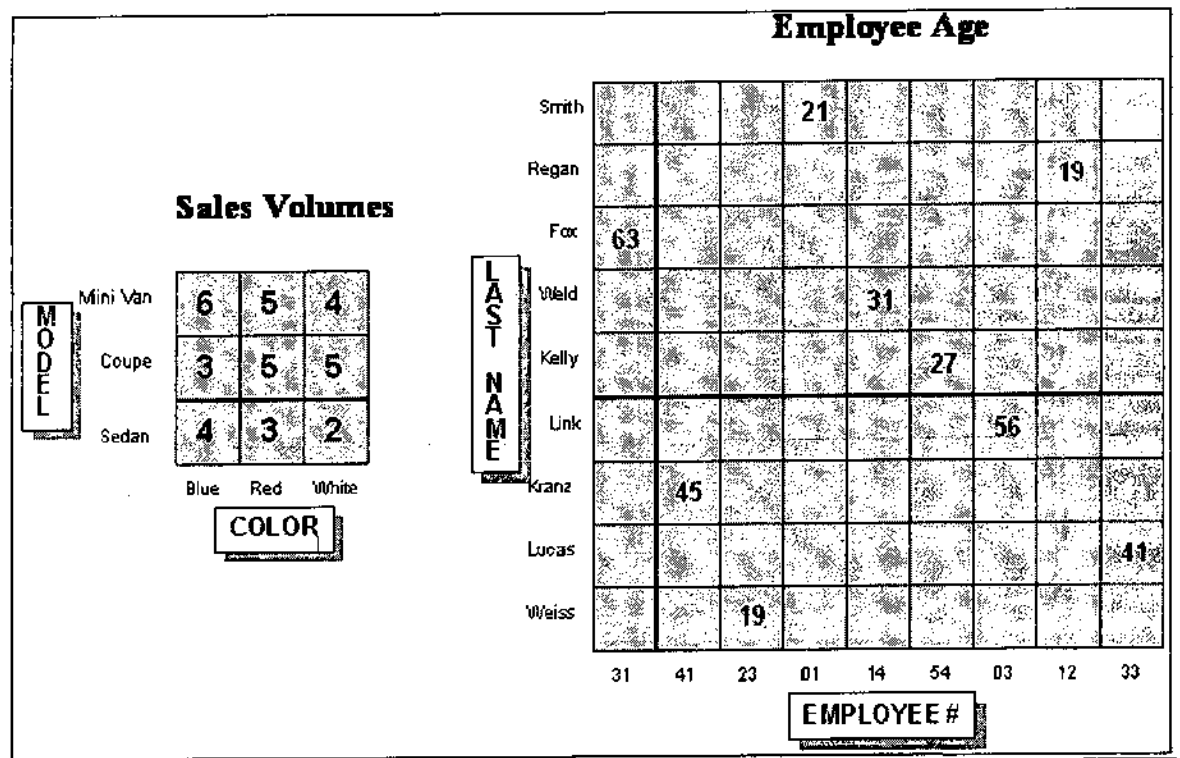 Employee Age
Smith 21
Regan 19
Fox 63
Weld 31
Kelly 27
Link 56
Kranz 45
Lucas 41
Weiss 19
31 41 23 01 14 54 03 12 33
LAST NAME
EMPLOYEE #
Sales Volumes
Mini Van 6 5 4
Coupe 3 5 5
Sedan 4 3 2
Blue Red White
MODEL
COLOR